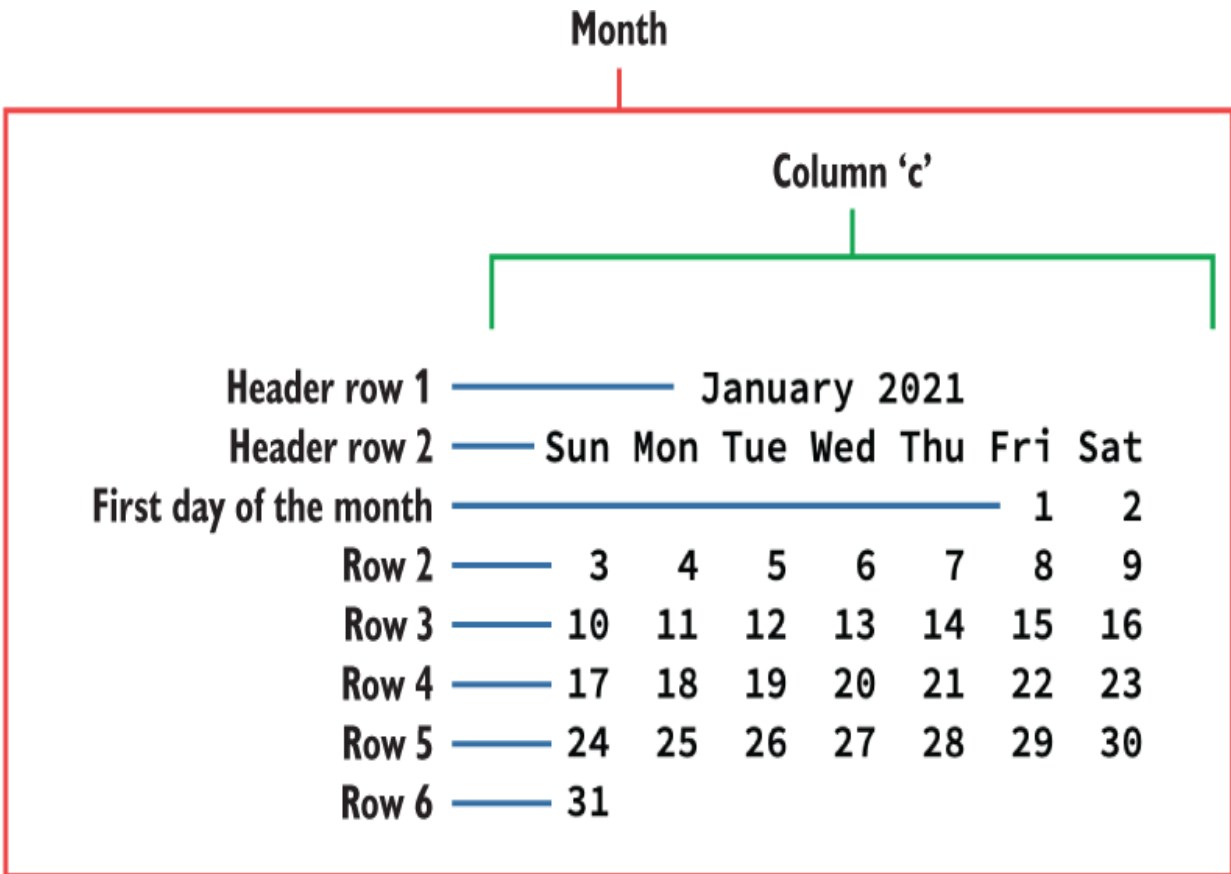 Month
Column ‘c’
Header row 1 January 2021
Header row 2 Sun Mon Tue Wed Thu Fri Sat
First day of the month 1 2
Row 2 3 4 5 6 7 8 9
Row 3 10 11 12 13 14 15 16
Row 4 17 18 19 20 21 22 23
Row 5 24 25 26 27 28 29 30
Row 6 31